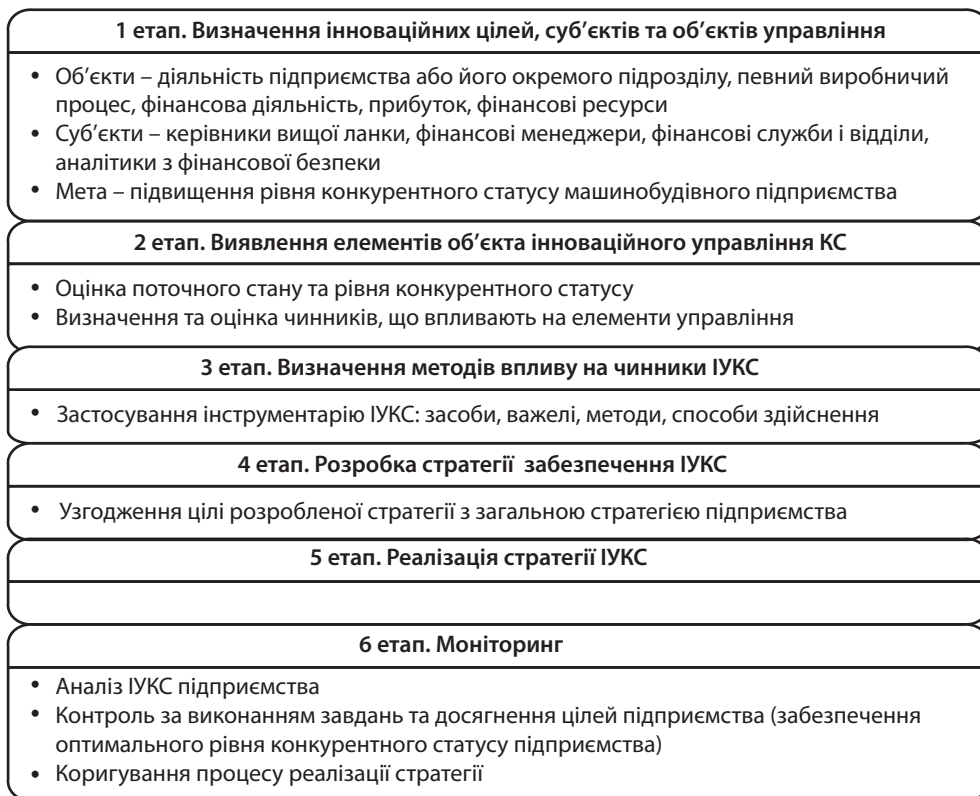 1 етап. Визначення інноваційних цілей, суб’єктів та об’єктів управління
• Об’єкти – діяльність підприємства або його окремого підрозділу, певний виробничий
процес, фінансова діяльність, прибуток, фінансові ресурси
• Суб’єкти – керівники вищої ланки, фінансові менеджери, фінансові служби і відділи,
аналітики з фінансової безпеки
• Мета – підвищення рівня конкурентного статусу машинобудівного підприємства
2 етап. Виявлення елементів об’єкта інноваційного управління КС
• Оцінка поточного стану та рівня конкурентного статусу
• Визначення та оцінка чинників, що впливають на елементи управління
3 етап. Визначення методів впливу на чинники ІУКС
• Застосування інструментарію ІУКС: засоби, важелі, методи, способи здійснення
4 етап. Розробка стратегії забезпечення ІУКС
• Узгодження цілі розробленої стратегії з загальною стратегією підприємства
5 етап. Реалізація стратегії ІУКС
6 етап. Моніторинг
• Аналіз ІУКС підприємства
• Контроль за виконанням завдань та досягнення цілей підприємства (забезпечення
оптимального рівня конкурентного статусу підприємства)
• Коригування процесу реалізації стратегії